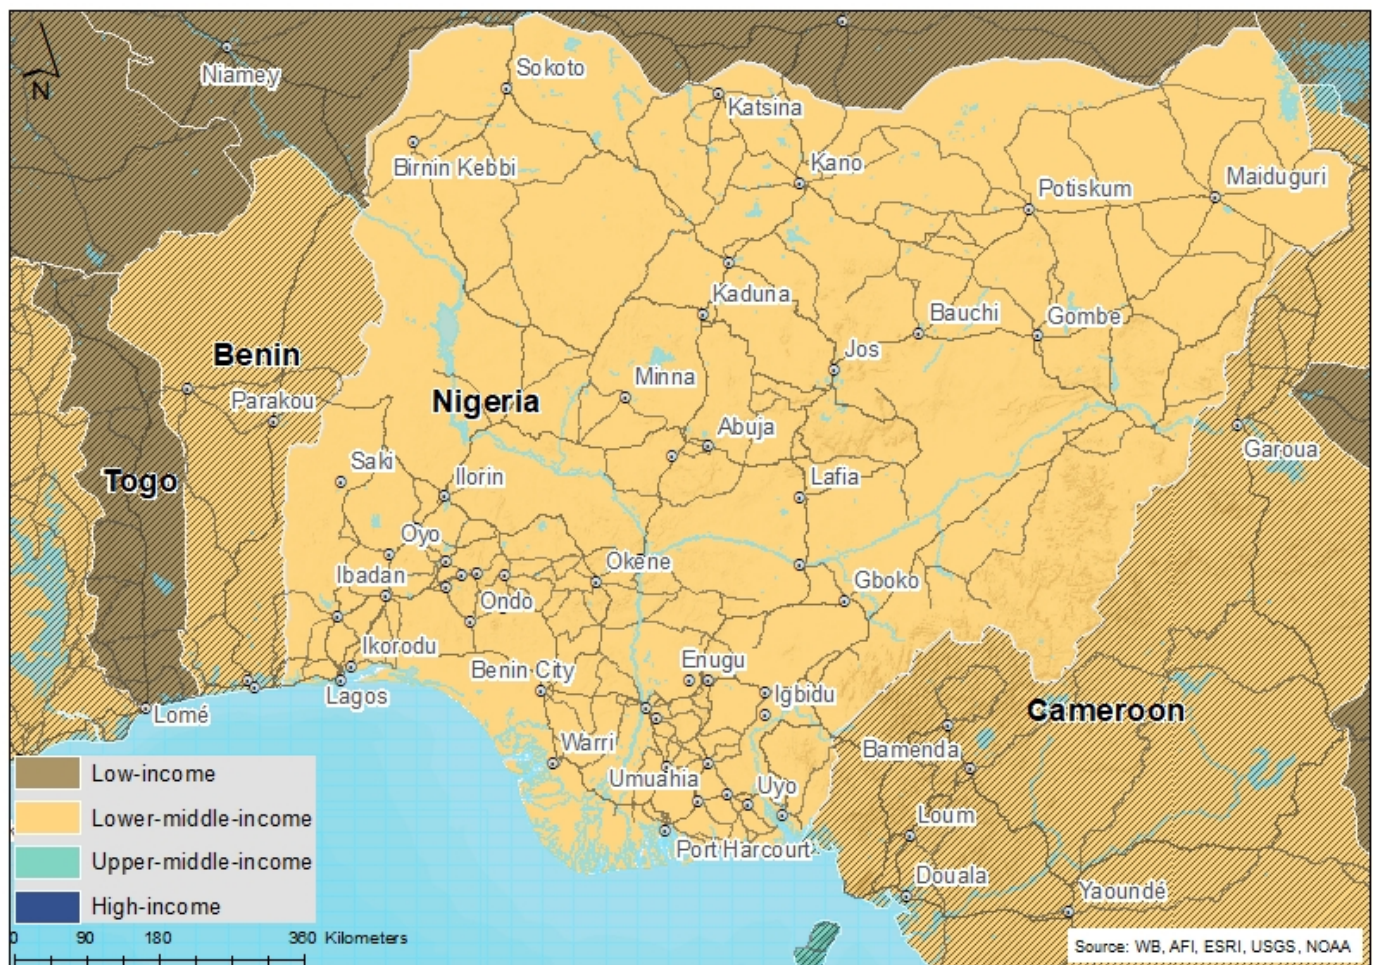 Niamey
Sokoto
Katsina
Birnin Kebbi
Kano
Potiskum
Maiduguri
Kaduna
Bauchi
Gombe
Benin
Jos
Minna
Parakou
Nigeria
Abuja
Garoua
Togo
Saki
Ilorin
Lafia
Oyo
Okene
Ibadan
Gboko
Ondo
Ikorodu
Benin City
Enugu
Igbidu
Lagos
Lomé
Cameroon
Warri
Bamenda
Umuahia
Uyo
Loum
Port Harcourt
Douala
Yaoundé
N
Low-income
Lower-middle-income
Upper-middle-income
High-income
0 90 180 360 Kilometers
Source: WB, AFI, ESRI, USGS, NOAA